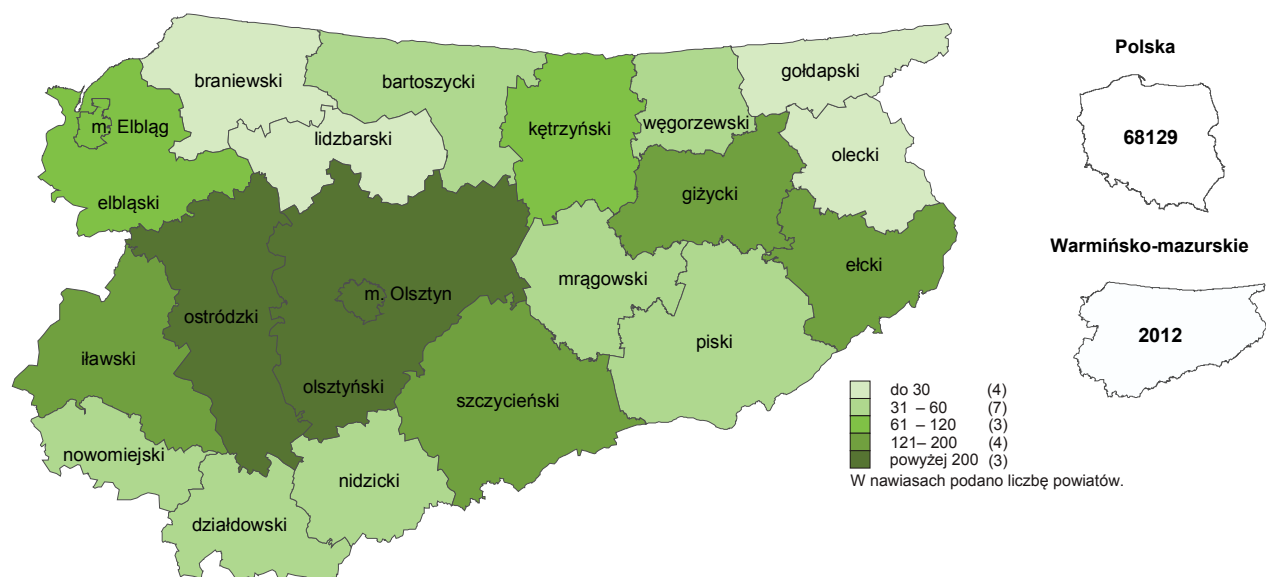 braniewski
bartoszycki
gołdapski
m. Elbląg
kętrzyński
węgorzewski
lidzbarski
olecki
elbląski
giżycki
ełcki
mrągowski
m. Olsztyn
ostródzki
piski
iławski
olsztyński
szczycieński
nowomiejski
nidzicki
działdowski
Polska
68129
Warmińsko-mazurskie
2012
do 30 (4)
31 – 60 (7)
61 – 120 (3)
121– 200 (4)
powyżej 200 (3)
W nawiasach podano liczbę powiatów.